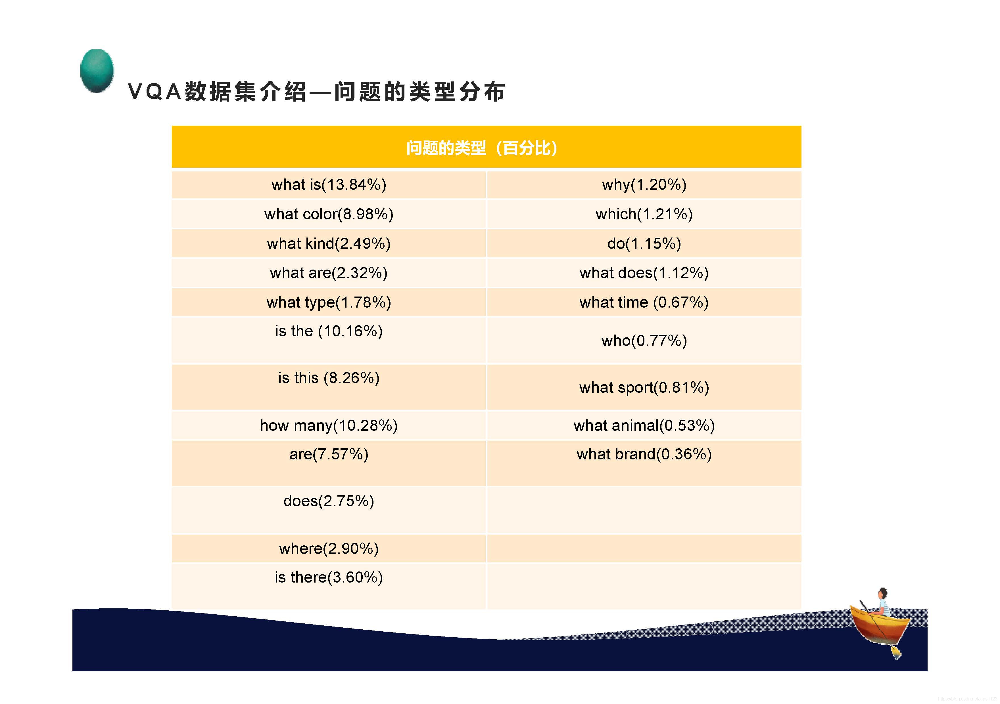 VQA数据集介绍—问题的类型分布
问题的类型（百分比）
what is(13.84%) why(1.20%)
what color(8.98%) which(1.21%)
what kind(2.49%) do(1.15%)
what are(2.32%) what does(1.12%)
what type(1.78%) what time (0.67%)
is the (10.16%) who(0.77%)
is this (8.26%) what sport(0.81%)
how many(10.28%) what animal(0.53%)
are(7.57%) what brand(0.36%)
does(2.75%)
where(2.90%)
is there(3.60%)